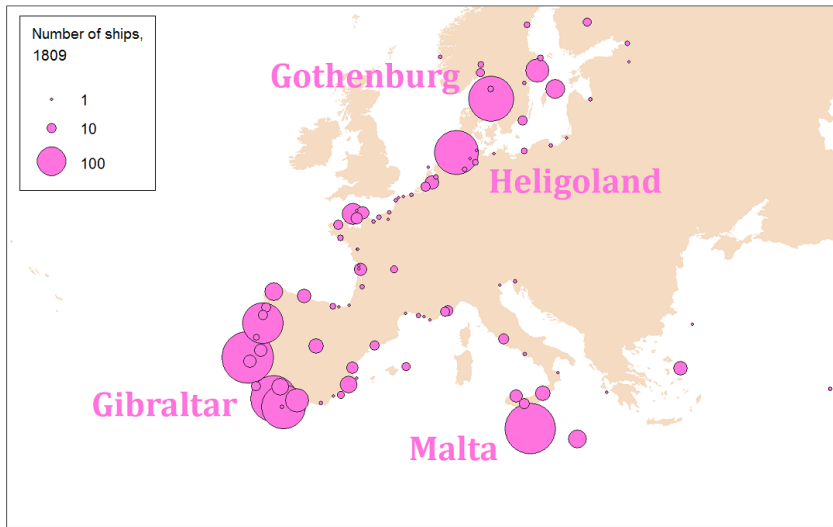 Number of ships,
1809
1
10
100
Gothenburg
Heligoland
Gibraltar
Malta